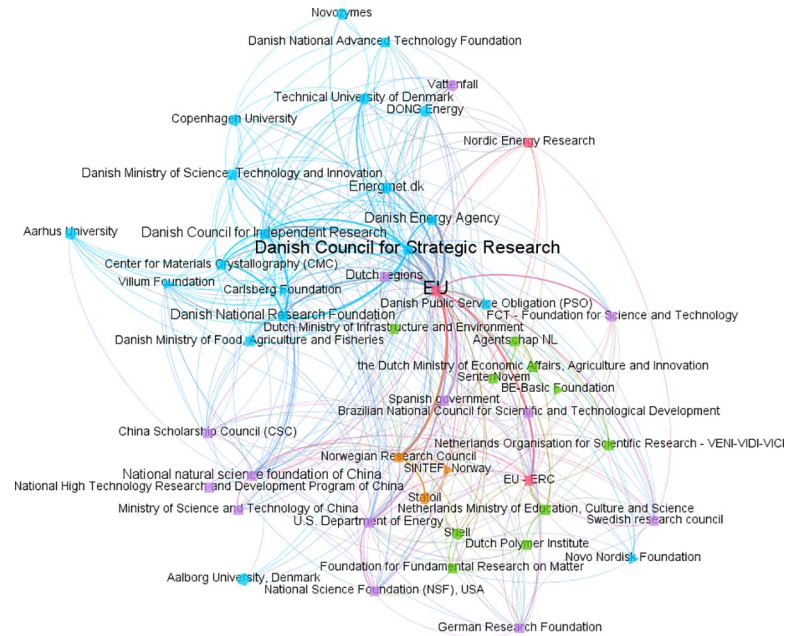 Novozymes
Danish National Advanced Technology Foundation
Vattenfall
Technical University of Denmark
DONG Energy
Copenhagen University
Nordic Energy Research
Danish Ministry of Science, Technology and Innovation
Energinet.dk
Danish Energy Agency
Aarhus University
Danish Council for Independent Research
Danish Council for Strategic Research
Center for Materials Crystallography (CMC)
Dutch regions
Villum Foundation
Carlsberg Foundation
EU
Danish Public Service Obligation (PSO)
Danish National Research Foundation
FCT - Foundation for Science and Technology
Dutch Ministry of Infrastructure and Environment
Danish Ministry of Food, Agriculture and Fisheries
Agentschap NL
the Dutch Ministry of Economic Affairs, Agriculture and Innovation
SenterNovem
BE-Basic Foundation
Spanish government
Brazilian National Council for Scientific and Technological Development
China Scholarship Council (CSC)
Netherlands Organisation for Scientific Research - VENI-VIDI-VICI
Norwegian Research Council
SINTEF, Norway
National natural science foundation of China
EU - ERC
National High Technology Research and Development Program of China
Statoil
Ministry of Science and Technology of China
Netherlands Ministry of Education, Culture and Science
U.S. Department of Energy
Swedish research council
Shell
Dutch Polymer Institute
Novo Nordisk Foundation
Foundation for Fundamental Research on Matter
Aalborg University, Denmark
National Science Foundation (NSF), USA
German Research Foundation